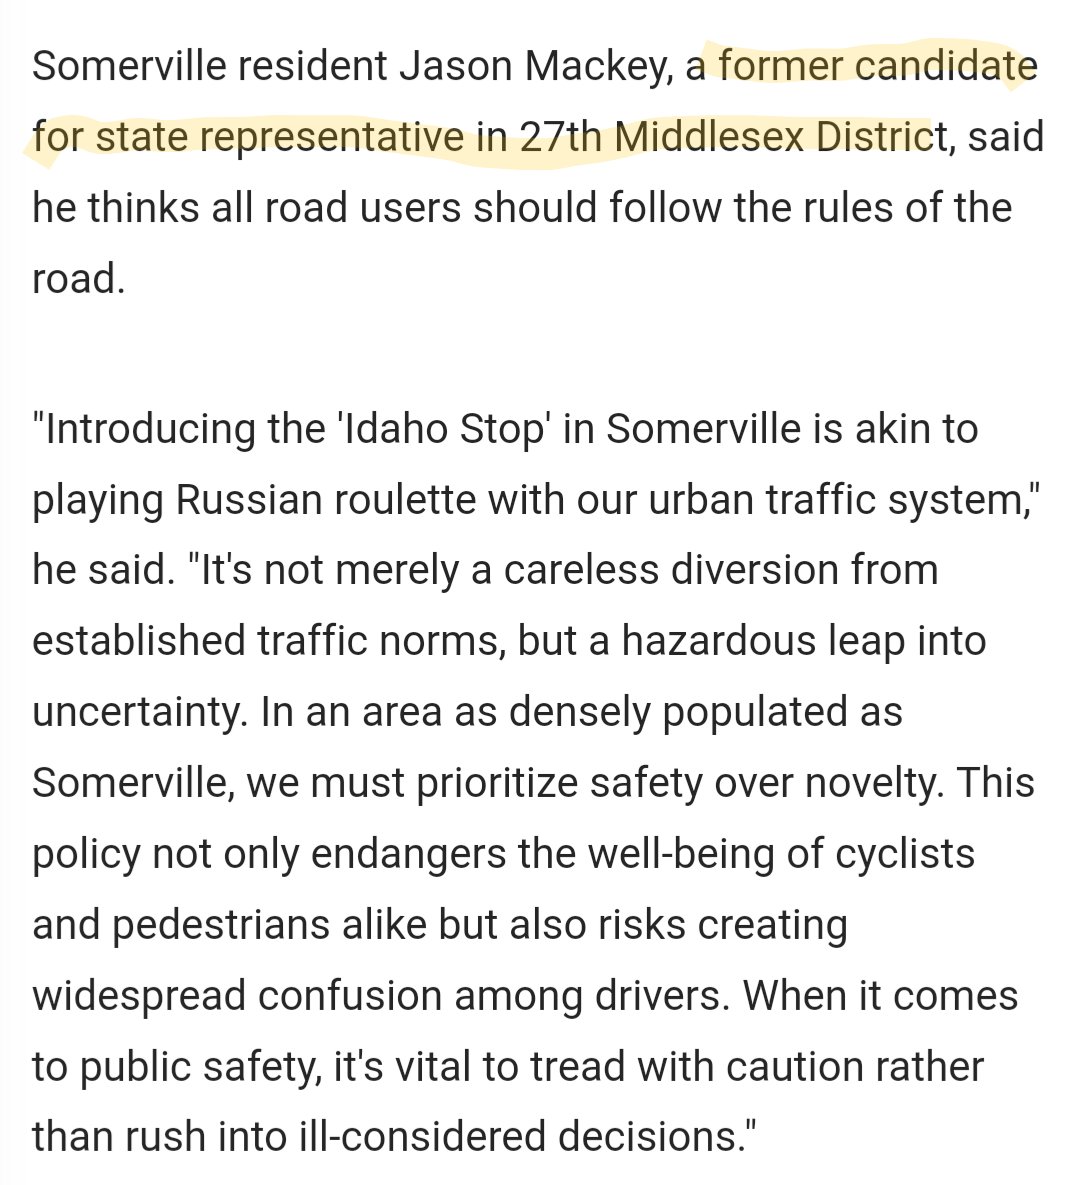 Somerville resident Jason Mackey, a former candidate
for state representative in 27th Middlesex District, said
he thinks all road users should follow the rules of the
road.
"Introducing the 'Idaho Stop' in Somerville is akin to
playing Russian roulette with our urban traffic system,"
he said. "It's not merely a careless diversion from
established traffic norms, but a hazardous leap into
uncertainty. In an area as densely populated as
Somerville, we must prioritize safety over novelty. This
policy not only endangers the well-being of cyclists
and pedestrians alike but also risks creating
widespread confusion among drivers. When it comes
to public safety, it's vital to tread with caution rather
than rush into ill-considered decisions."